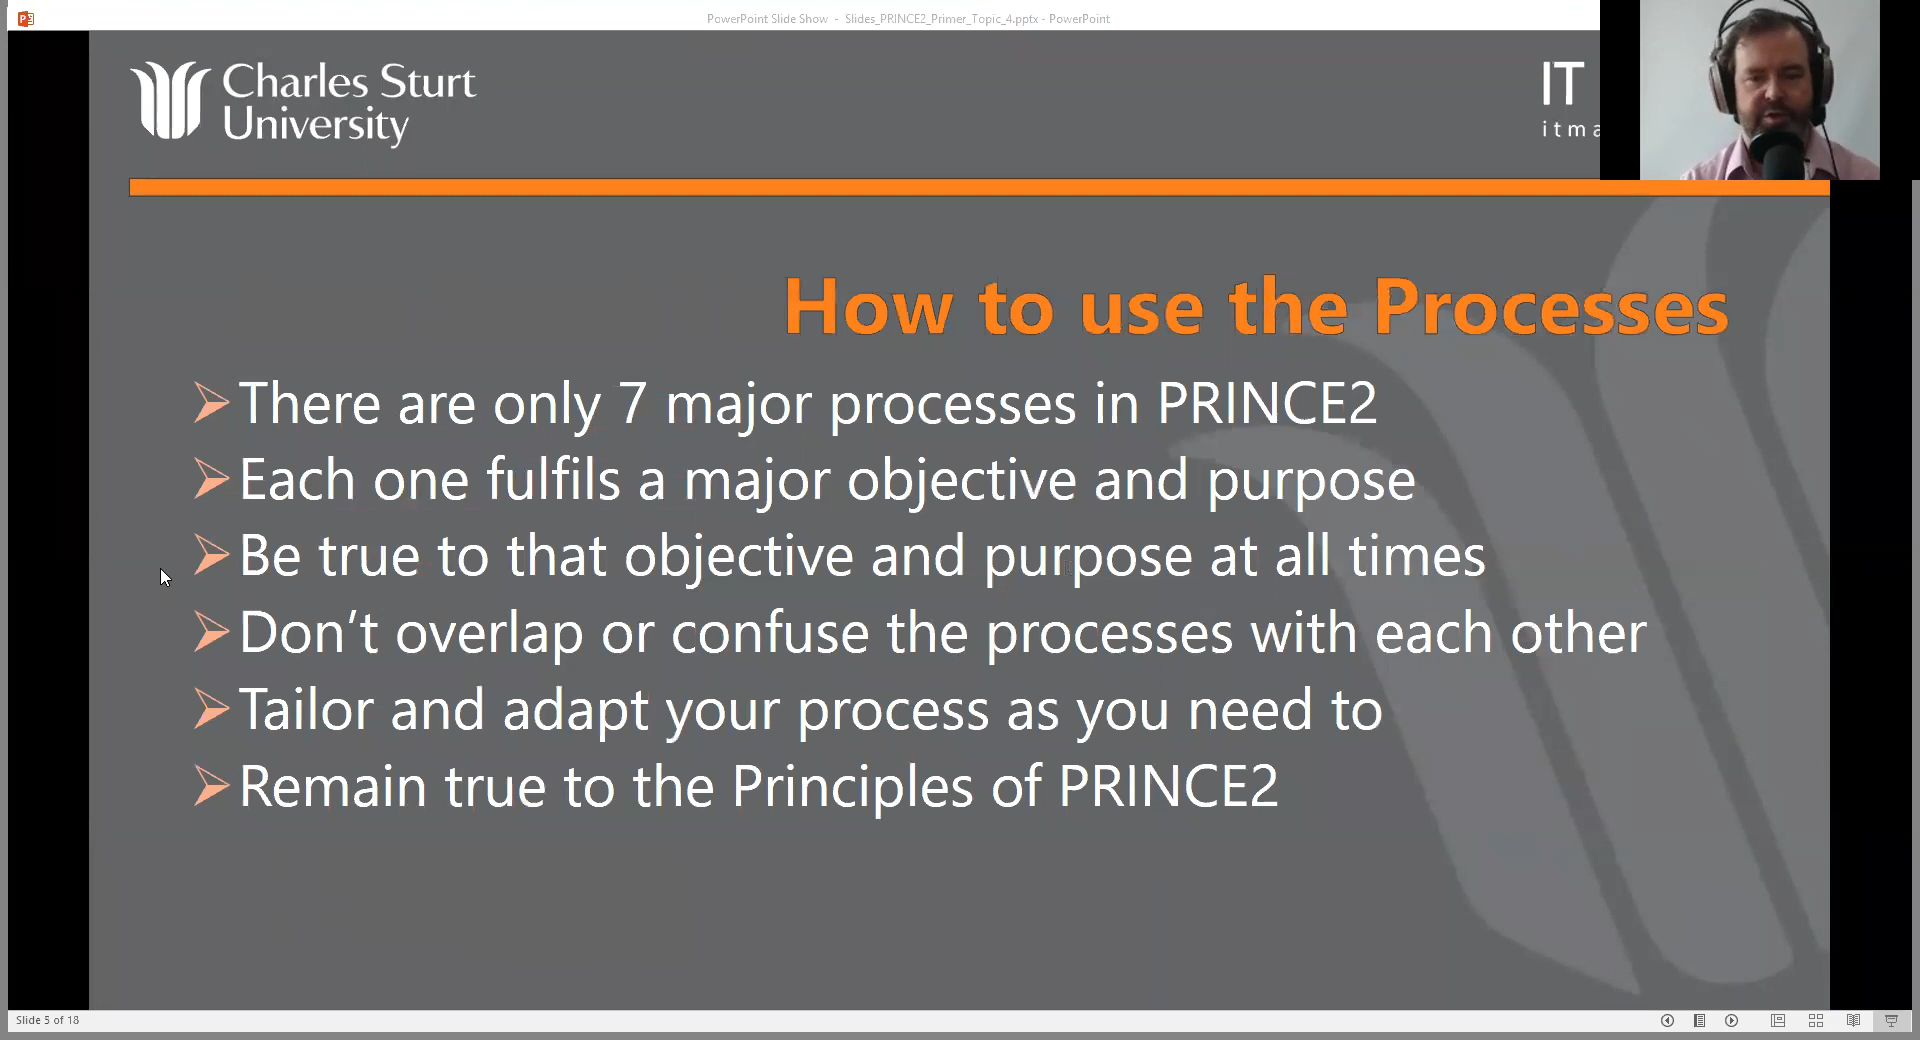 PowerPoint Slide Show - Slides_PRINCE2_Primer_Topic_4.pptx - PowerPoint
Charles Sturt
University
IT
itma
How to use the Processes
There are only 7 major processes in PRINCE2
Each one fulfils a major objective and purpose
Be true to that objective and purpose at all times
Don’t overlap or confuse the processes with each other
Tailor and adapt your process as you need to
Remain true to the Principles of PRINCE2
Slide 5 of 18